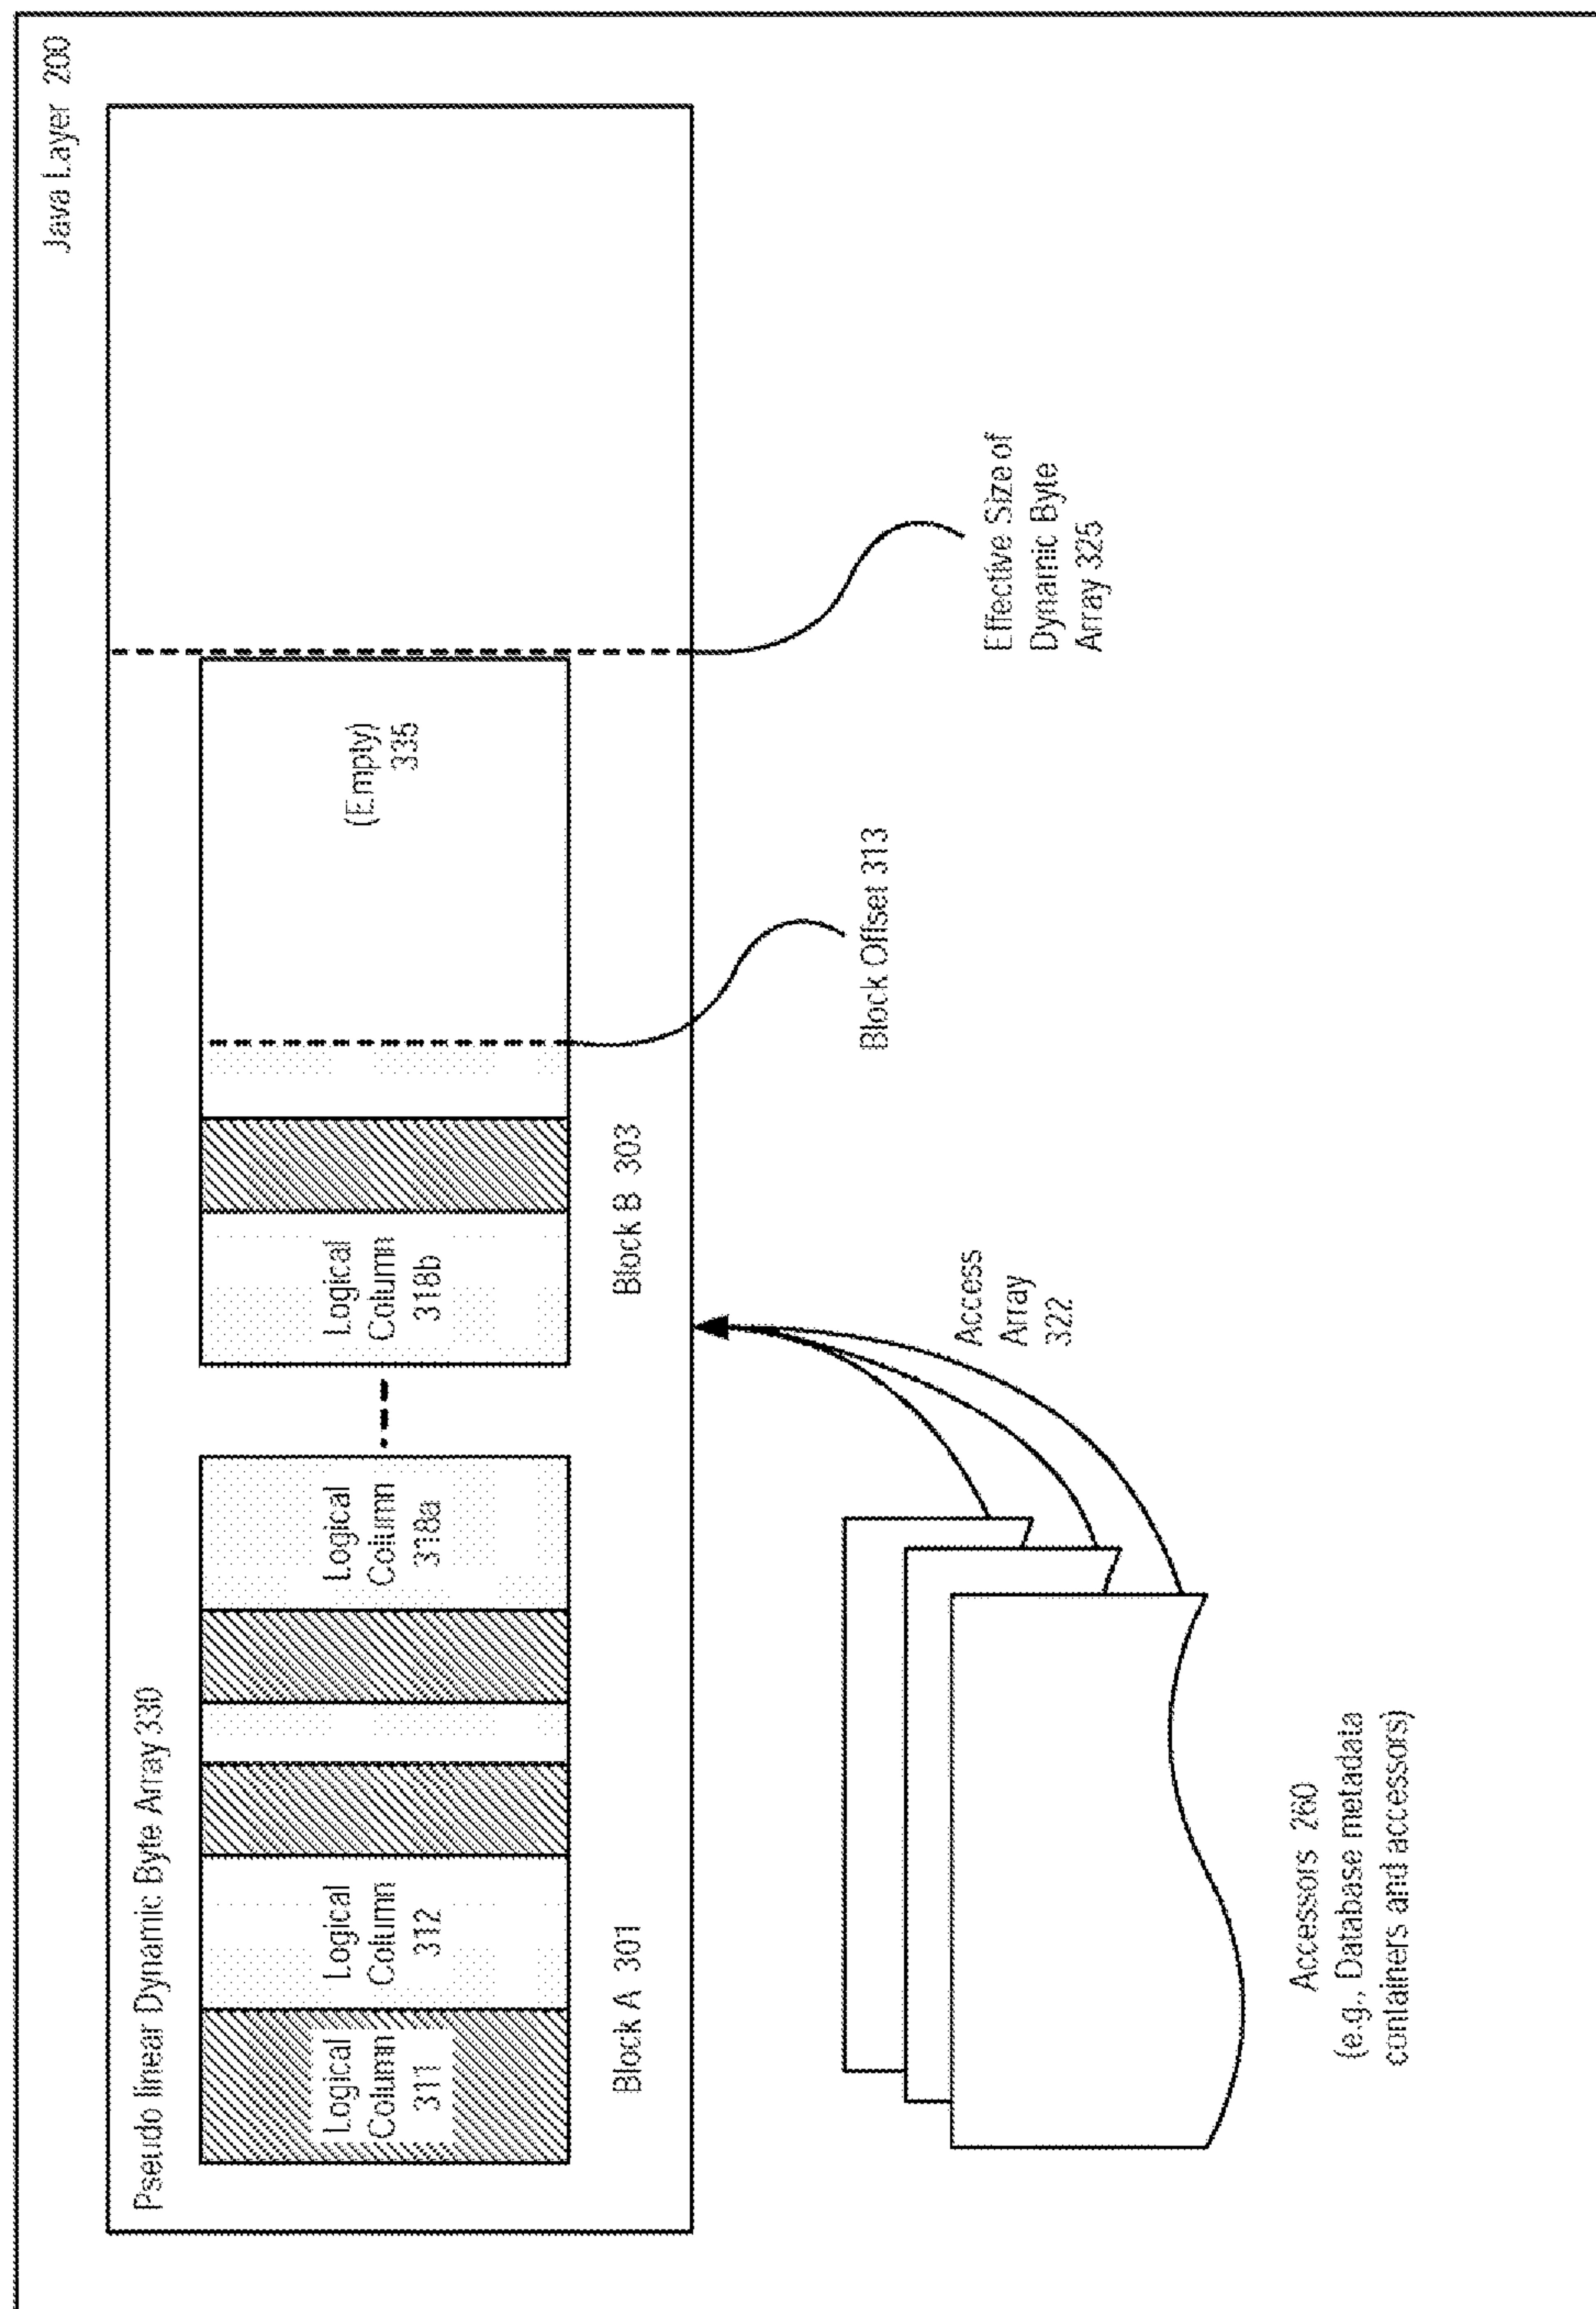 Java Layer 200
Pseudo linear Dynamic Byte Array 330
Logical
Column
311
Logical
Column
312
Logical
Column
318a
Logical
Column
318b
(Empty)
335
Block A 301
Block B 303
Block Offset 313
Effective Size of
Dynamic Byte
Array 325
Access
Array
322
Accessors 260
(e.g., Database metadata
containers and accessors)